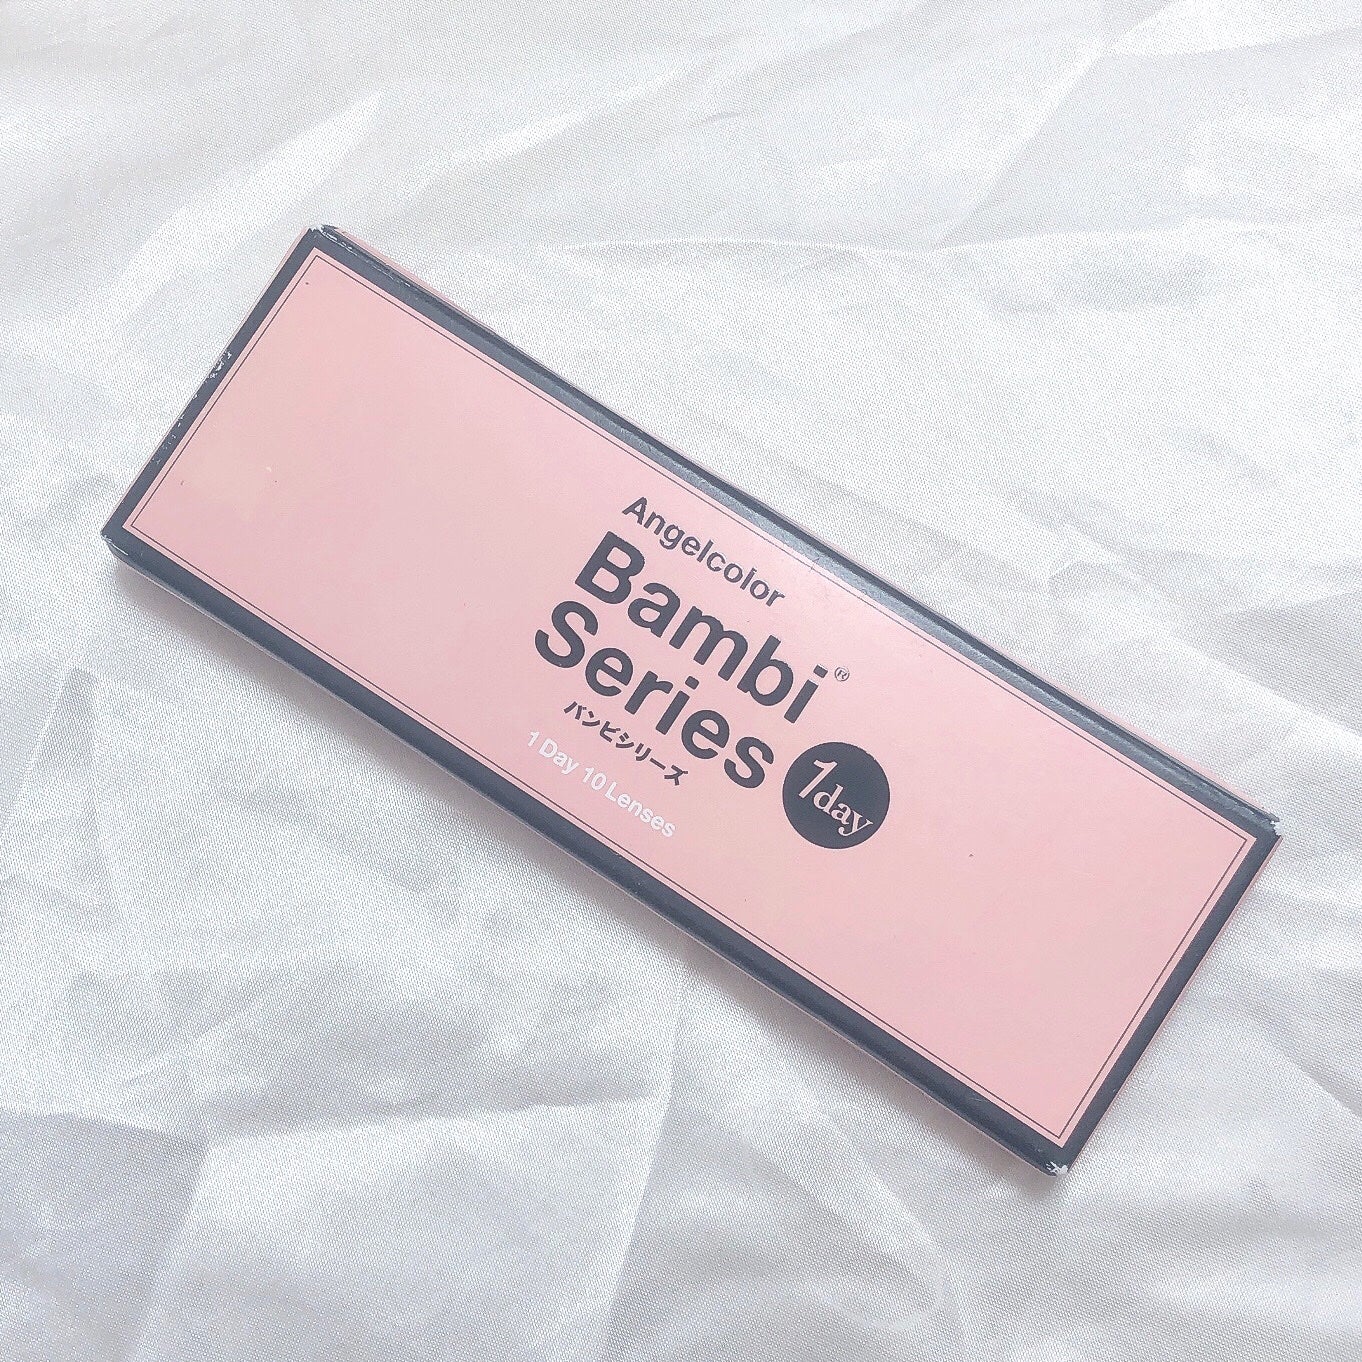 Angelcolor
Bambi®
Series
1day
バンビシリーズ
1 Day 10 Lenses